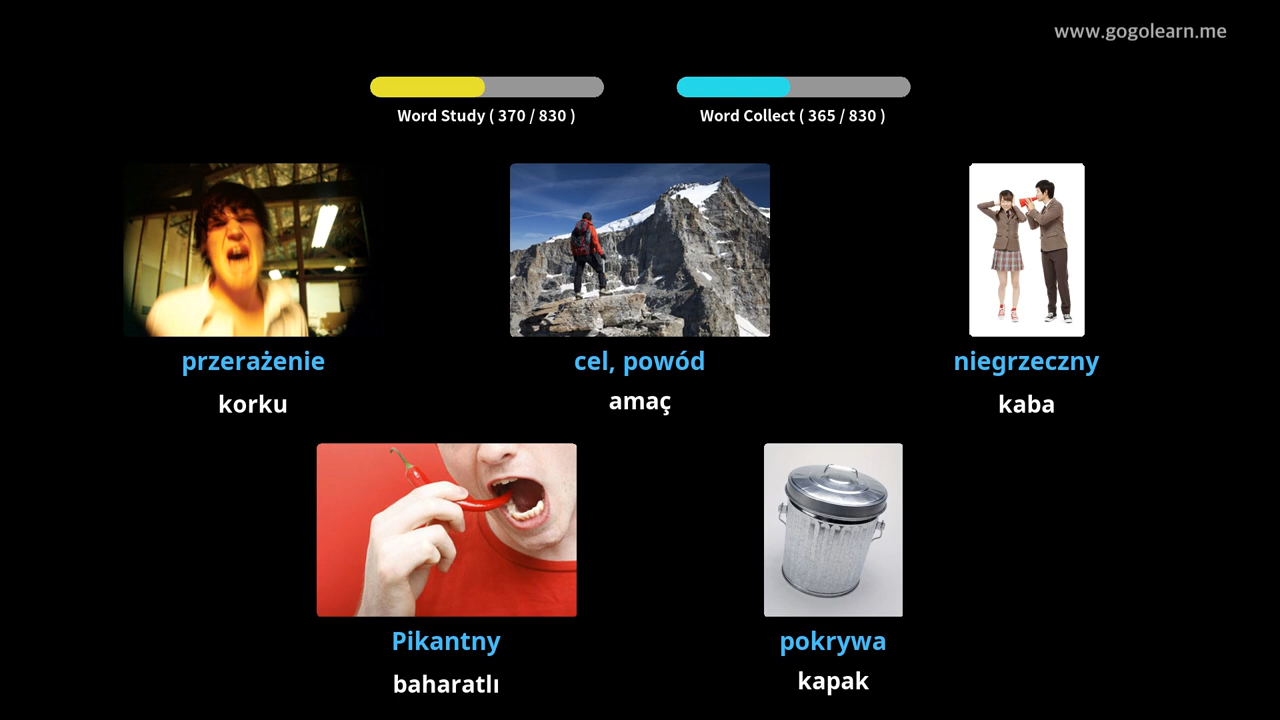 www.gogolearn.me
Word Study ( 370 / 830 )
Word Collect ( 365 / 830 )
przerażenie
korku
cel, powód
amaç
niegrzeczny
kaba
Pikantny
baharatlı
pokrywa
kapak